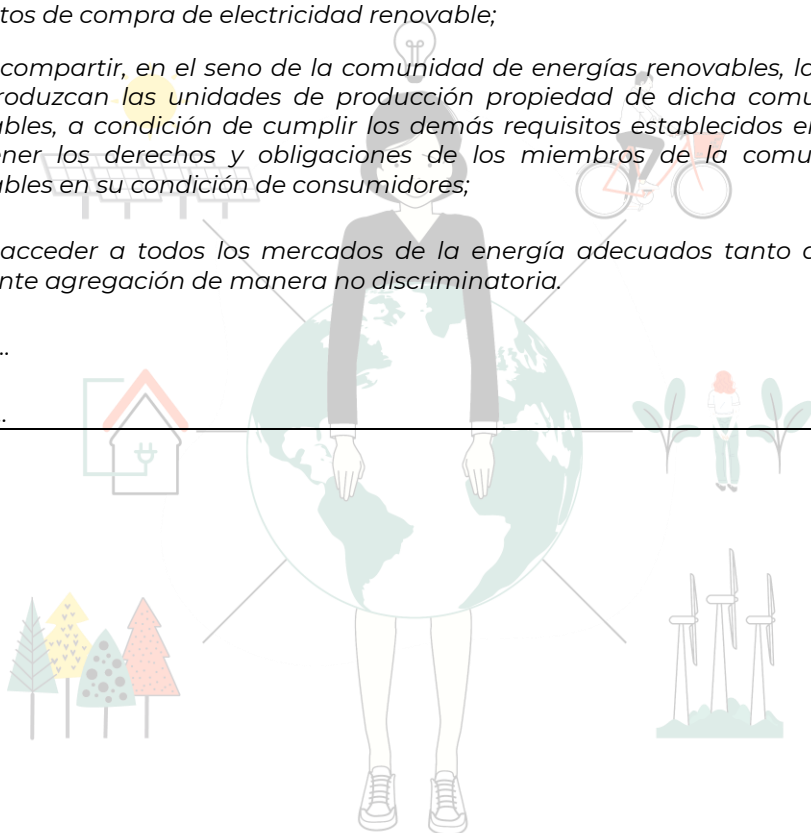 tos de compra de electricidad renovable;
compartir, en el seno de la comunidad de energías renovables, la
roduzcan las unidades de producción propiedad de dicha comu
ables, a condición de cumplir los demás requisitos establecidos en
ener los derechos y obligaciones de los miembros de la comu
ables en su condición de consumidores;
acceder a todos los mercados de la energía adecuados tanto
nte agregación de manera no discriminatoria.
..
.